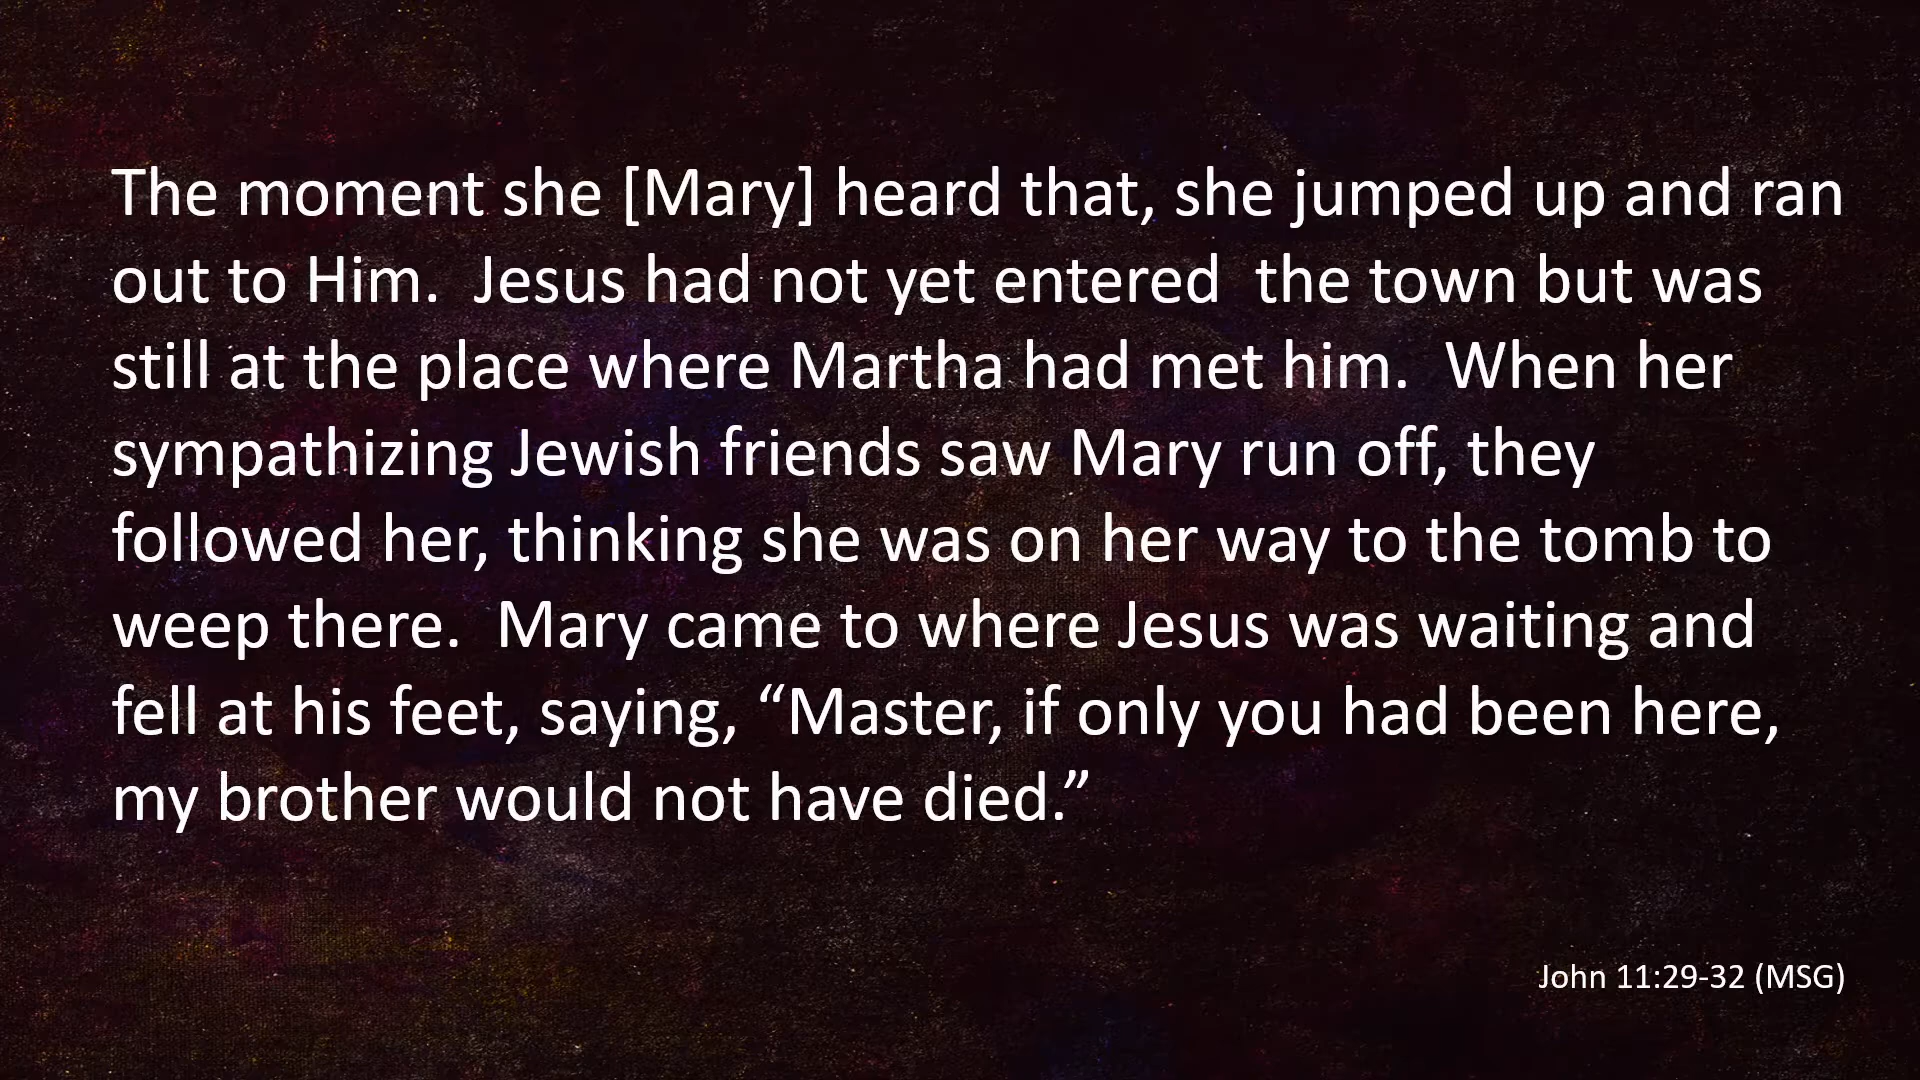 The moment she [Mary] heard that, she jumped up and ran
out to Him.  Jesus had not yet entered  the town but was
still at the place where Martha had met him.  When her
sympathizing Jewish friends saw Mary run off, they
followed her, thinking she was on her way to the tomb to
weep there.  Mary came to where Jesus was waiting and
fell at his feet, saying, “Master, if only you had been here,
my brother would not have died.”
John 11:29-32 (MSG)